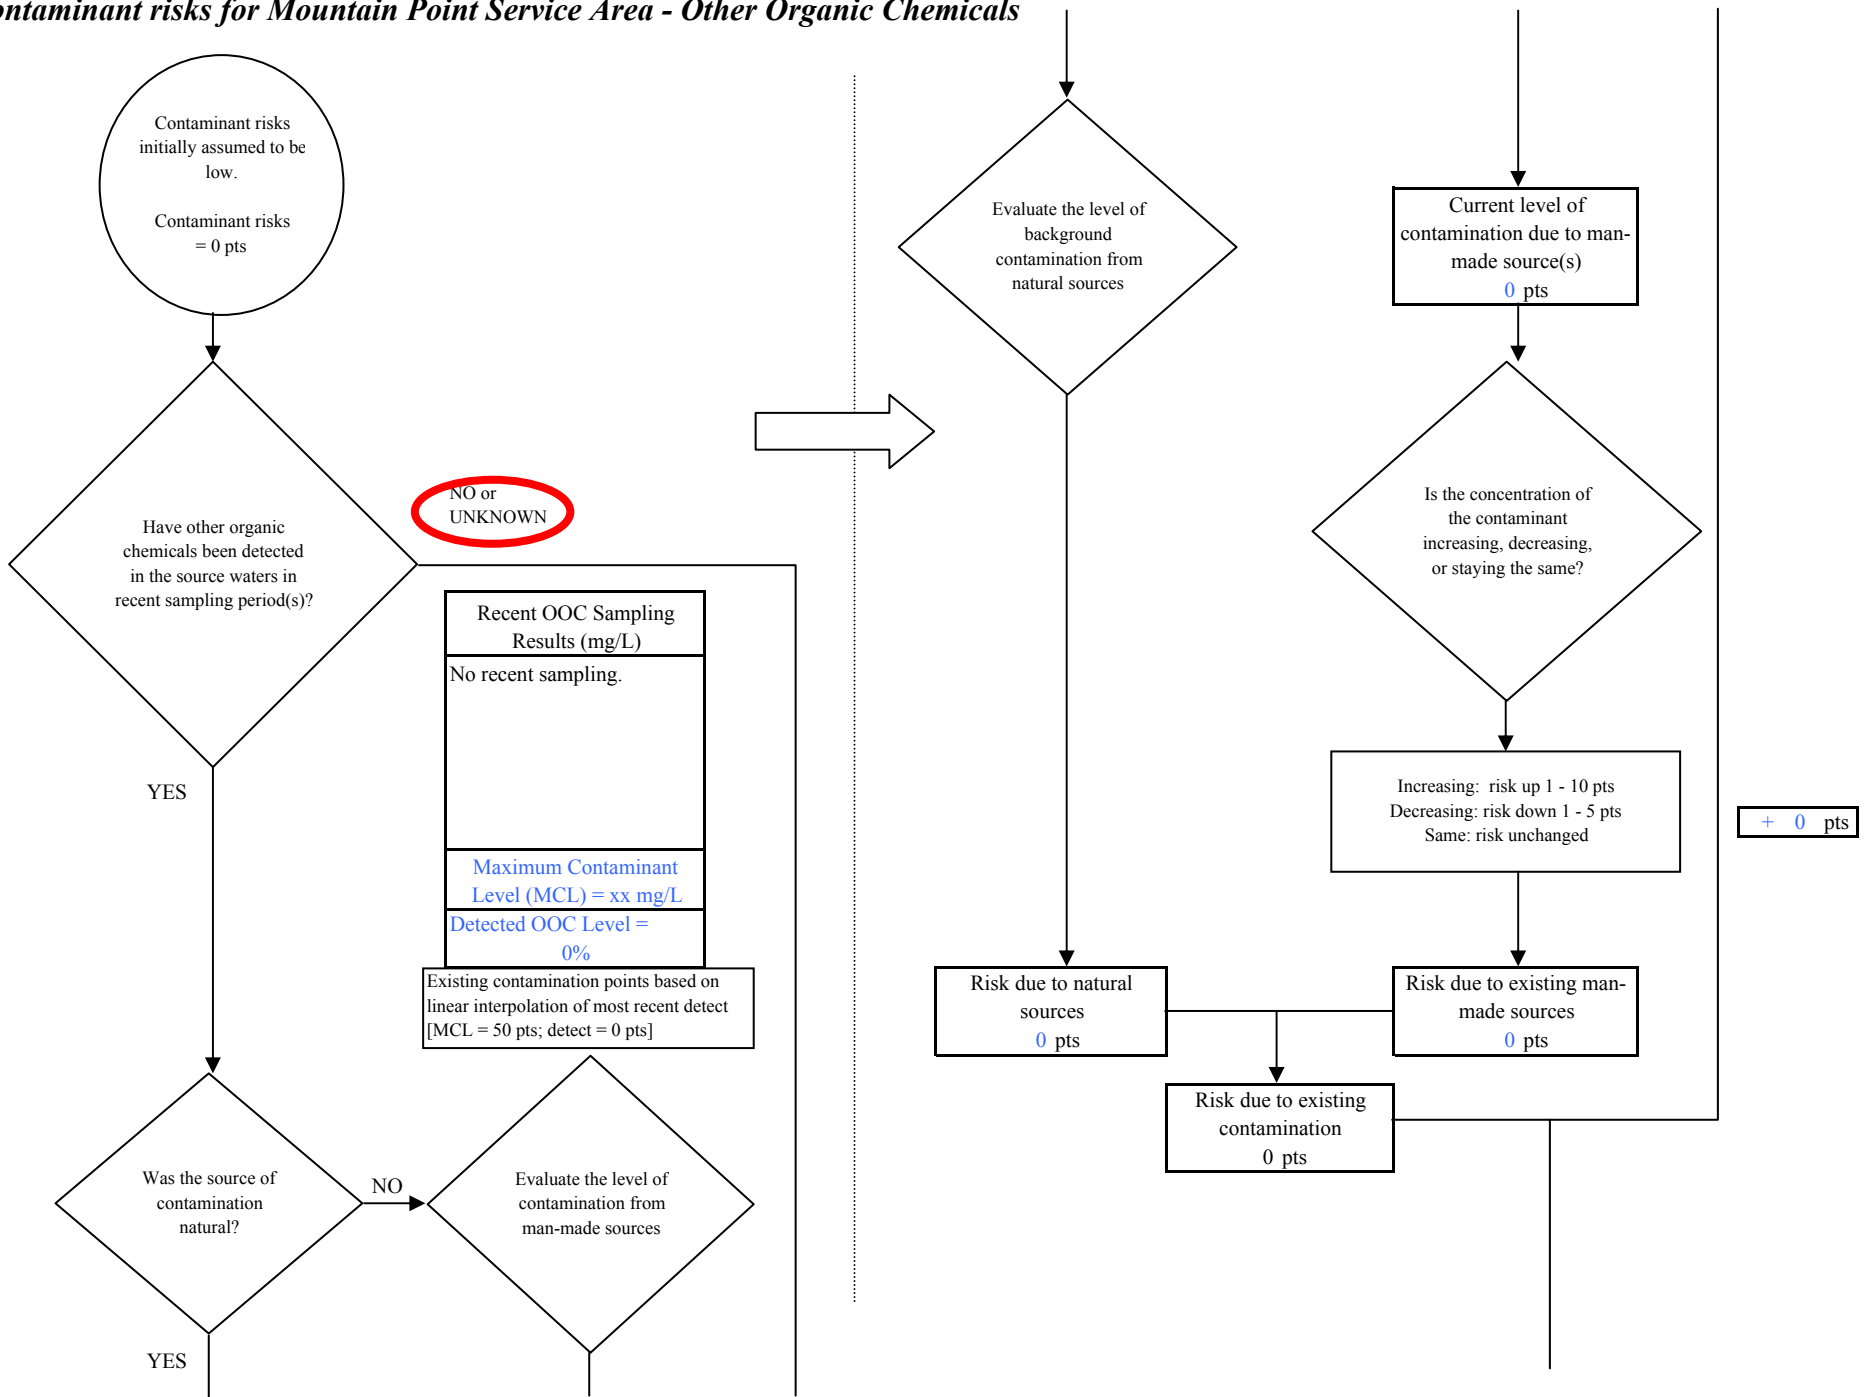 ontaminant risks for Mountain Point Service Area - Other Organic Chemicals
Contaminant risks
initially assumed to be
low.
Contaminant risks
= 0 pts
Have other organic
chemicals been detected
in the source waters in
recent sampling period(s)?
NO or
UNKNOWN
YES
Recent OOC Sampling
Results (mg/L)
No recent sampling.
Maximum Contaminant
Level (MCL) = xx mg/L
Detected OOC Level =
0%
Existing contamination points based on
linear interpolation of most recent detect
[MCL = 50 pts; detect = 0 pts]
Was the source of
contamination
natural?
NO
YES
Evaluate the level of
contamination from
man-made sources
Evaluate the level of
background
contamination from
natural sources
Current level of
contamination due to man-
made source(s)
0 pts
Is the concentration of
the contaminant
increasing, decreasing,
or staying the same?
Increasing: risk up 1 - 10 pts
Decreasing: risk down 1 - 5 pts
Same: risk unchanged
+ 0 pts
Risk due to natural
sources
0 pts
Risk due to existing man-
made sources
0 pts
Risk due to existing
contamination
0 pts